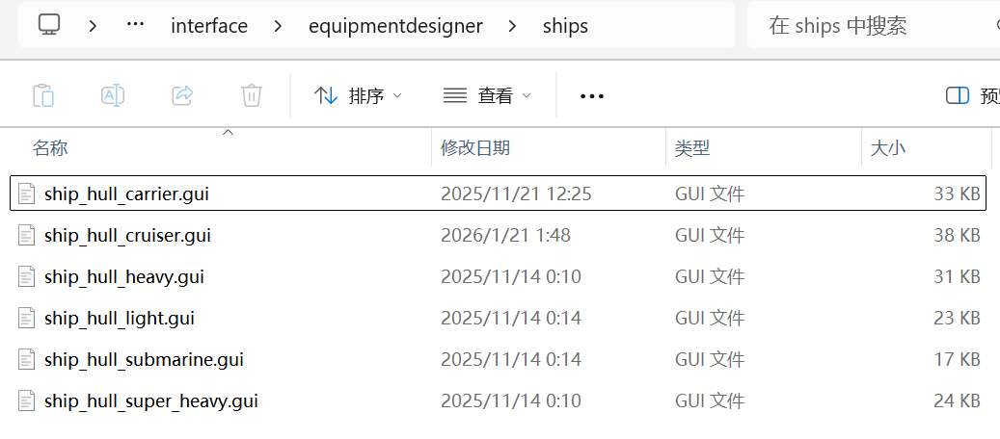 … interface equipmentdesigner ships 在 ships 中搜索
排序 查看
名称 修改日期 类型 大小
ship_hull_carrier.gui 2025/11/21 12:25 GUI 文件 33 KB
ship_hull_cruiser.gui 2026/1/21 1:48 GUI 文件 38 KB
ship_hull_heavy.gui 2025/11/14 0:10 GUI 文件 31 KB
ship_hull_light.gui 2025/11/14 0:14 GUI 文件 23 KB
ship_hull_submarine.gui 2025/11/14 0:14 GUI 文件 17 KB
ship_hull_super_heavy.gui 2025/11/14 0:10 GUI 文件 24 KB